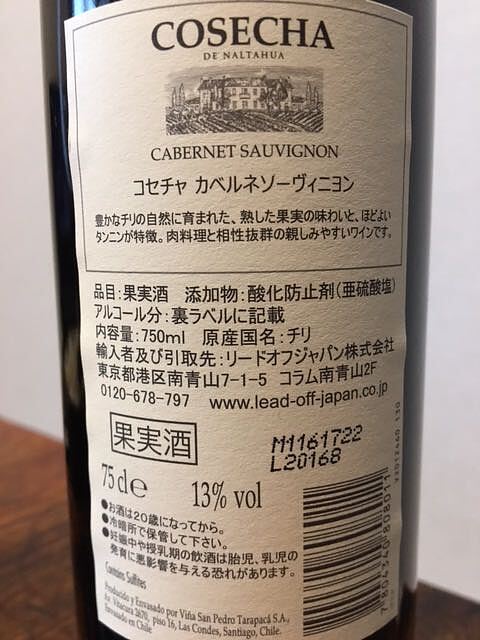 COSECHA
DE NALTAHUA
CABERNET SAUVIGNON
コセチャ カベルネソーヴィニヨン
豊かなチリの自然に育まれた、熟した果実の味わいと、ほどよい
タンニンが特徴。肉料理と相性抜群の親しみやすいワインです。
品目：果実酒 添加物：酸化防止剤（亜硫酸塩）
アルコール分：裏ラベルに記載
内容量：750ml 原産国名：チリ
輸入者及び引取先：リードオフジャパン株式会社
東京都港区南青山7-1-5 コラム南青山2F
0120-678-797 www.lead-off-japan.co.jp
果実酒
M1161722
L20168
75 cl e 13% vol
●お酒は20歳になってから。
●冷暗所で保管して下さい。
●妊娠中や授乳期の飲酒は胎児、乳児の
発育に悪影響を与える恐れがあります。
Contains Sulfites
Producido y Envasado por Viña San Pedro Tarapacá S.A.,
Av. Vitacura 2670, piso 16, Las Condes, Santiago, Chile.
Envasado en Chile
7 804340 808011